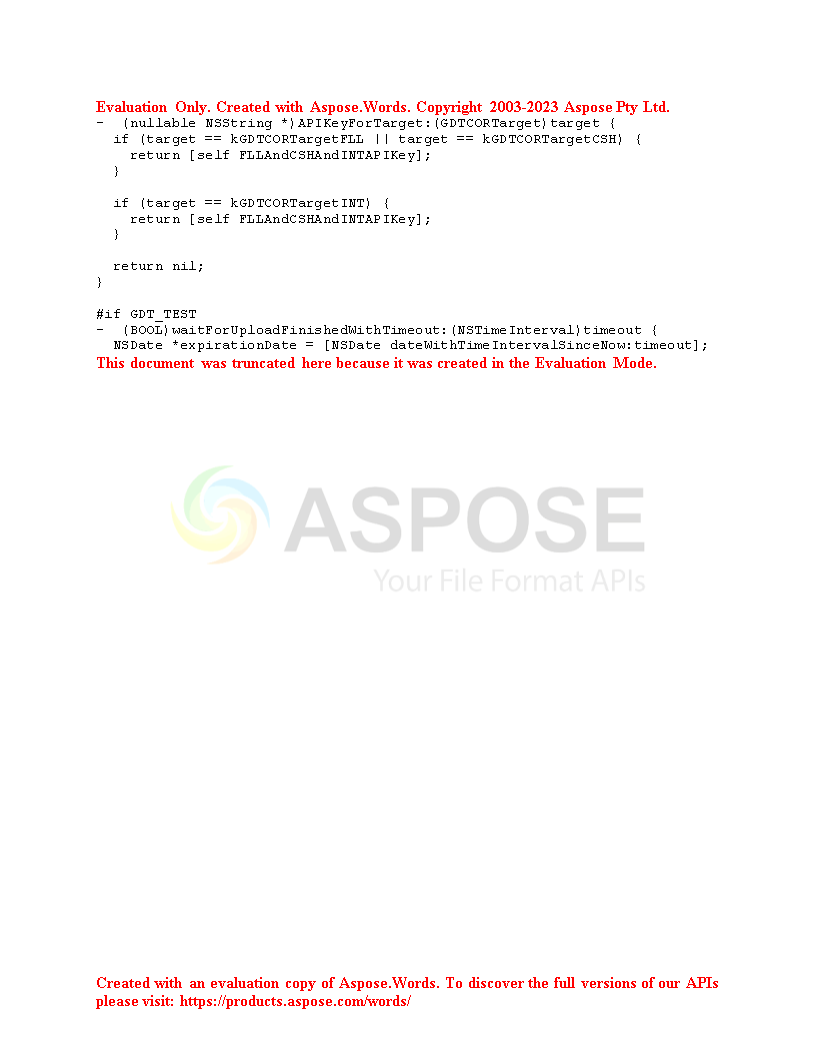 Evaluation Only. Created with Aspose.Words. Copyright 2003-2023 Aspose Pty Ltd.
- (nullable NSString *)APIKeyForTarget:(GDTCORTarget)target {
  if (target == kGDTCORTargetFLL || target == kGDTCORTargetCSH) {
    return [self FLLAndCSHAndINTAPIKey];
  }

  if (target == kGDTCORTargetINT) {
    return [self FLLAndCSHAndINTAPIKey];
  }

  return nil;
}

#if GDT_TEST
- (BOOL)waitForUploadFinishedWithTimeout:(NSTimeInterval)timeout {
  NSDate *expirationDate = [NSDate dateWithTimeIntervalSinceNow:timeout];
This document was truncated here because it was created in the Evaluation Mode.
ASPOSE
Your File Format APIs
Created with an evaluation copy of Aspose.Words. To discover the full versions of our APIs
please visit: https://products.aspose.com/words/